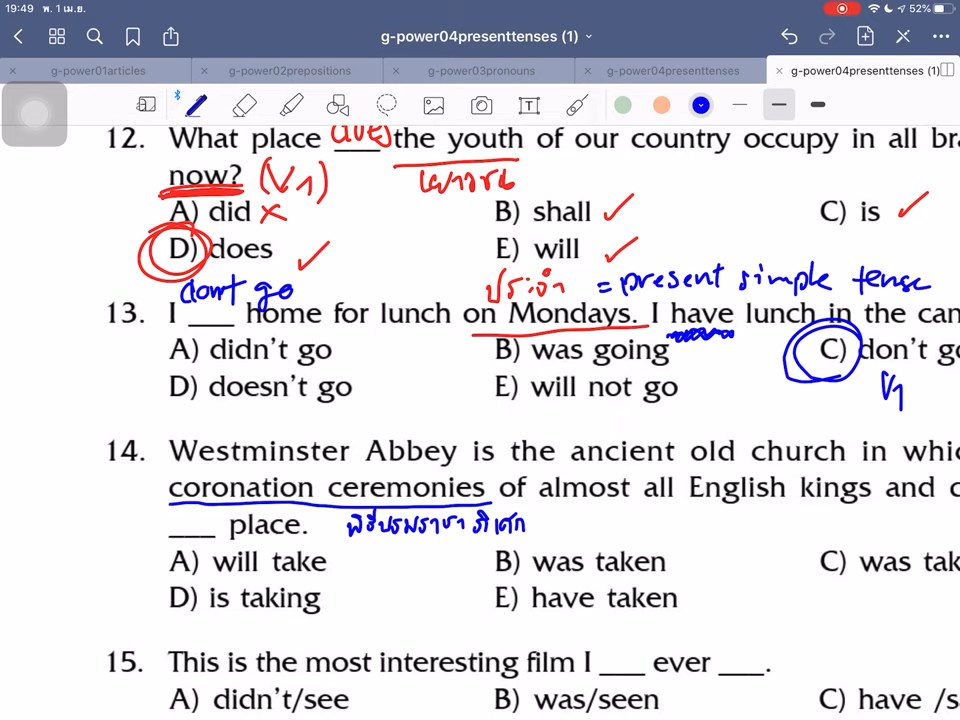 19:49 พ. 1 เม.ย. 52%
g-power04presenttenses (1)
g-power01articles g-power02prepositions g-power03pronouns g-power04presenttenses g-power04presenttenses (1)
12. What place does the youth of our country occupy in all bra
now? (V1) เยาวชน
A) did B) shall C) is
D) does E) will
don't go ประจำ = present simple tense
13. I ___ home for lunch on Mondays. I have lunch in the can
A) didn't go B) was going C) don't go
D) doesn't go E) will not go V1
14. Westminster Abbey is the ancient old church in whic
coronation ceremonies of almost all English kings and q
___ place. พิธีบรมราชาภิเศก
A) will take B) was taken C) was tak
D) is taking E) have taken
15. This is the most interesting film I ___ ever ___.
A) didn't/see B) was/seen C) have /s